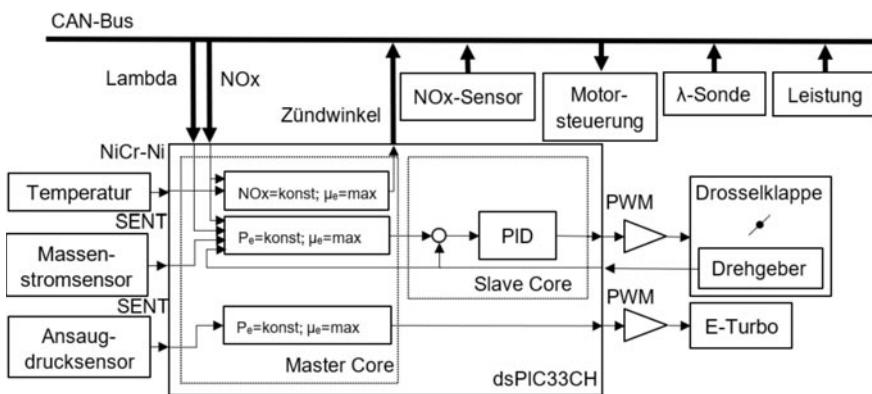 CAN-Bus
Lambda
NOx
Zündwinkel
NOx-Sensor
Motor-
steuerung
λ-Sonde
Leistung
NiCr-Ni
Temperatur
NOx=konst; µₑ=max
PWM
Drosselklappe
SENT
Massen-
stromsensor
Pₑ=konst; µₑ=max
PID
Drehgeber
Slave Core
SENT
PWM
Ansaug-
drucksensor
Pₑ=konst; µₑ=max
E-Turbo
Master Core
dsPIC33CH